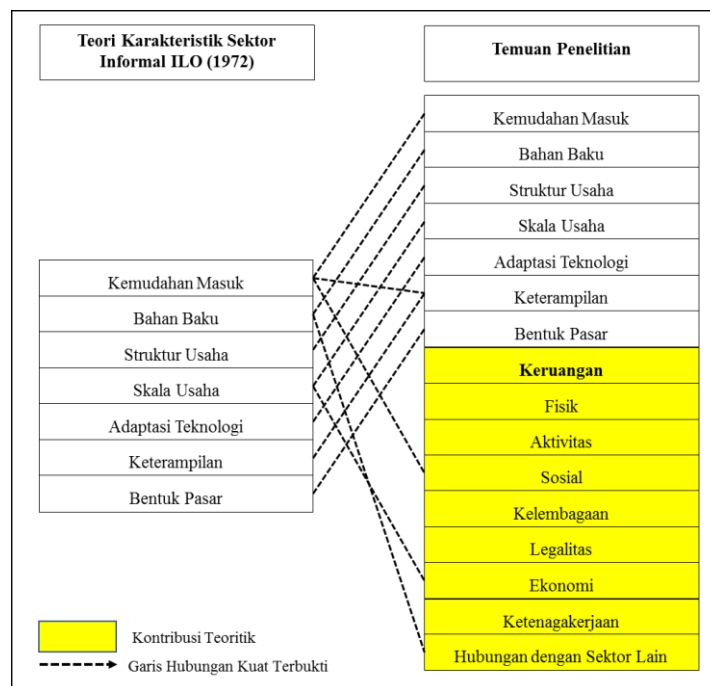 Teori Karakteristik Sektor
Informal ILO (1972)
Kemudahan Masuk
Bahan Baku
Struktur Usaha
Skala Usaha
Adaptasi Teknologi
Keterampilan
Bentuk Pasar
Temuan Penelitian
Kemudahan Masuk
Bahan Baku
Struktur Usaha
Skala Usaha
Adaptasi Teknologi
Keterampilan
Bentuk Pasar
Keruangan
Fisik
Aktivitas
Sosial
Kelembagaan
Legalitas
Ekonomi
Ketenagakerjaan
Hubungan dengan Sektor Lain
Kontribusi Teoritik
Garis Hubungan Kuat Terbukti